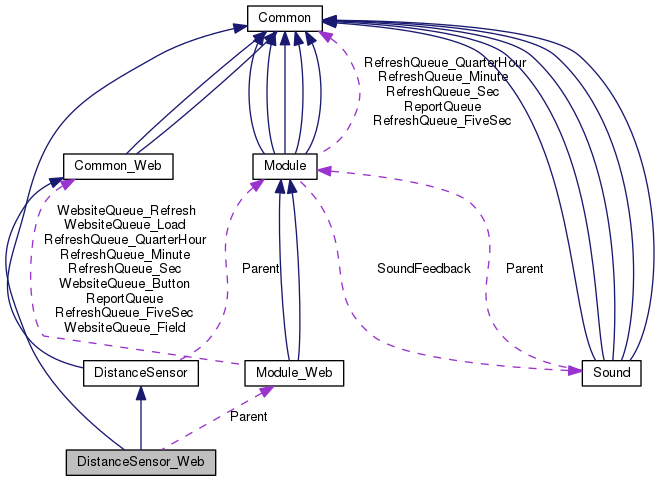 Common
RefreshQueue_QuarterHour
RefreshQueue_Minute
RefreshQueue_Sec
ReportQueue
RefreshQueue_FiveSec
Common_Web
Module
WebsiteQueue_Refresh
WebsiteQueue_Load
RefreshQueue_QuarterHour
RefreshQueue_Minute
RefreshQueue_Sec
WebsiteQueue_Button
ReportQueue
RefreshQueue_FiveSec
WebsiteQueue_Field
Parent
SoundFeedback
Parent
DistanceSensor
Module_Web
Sound
Parent
DistanceSensor_Web